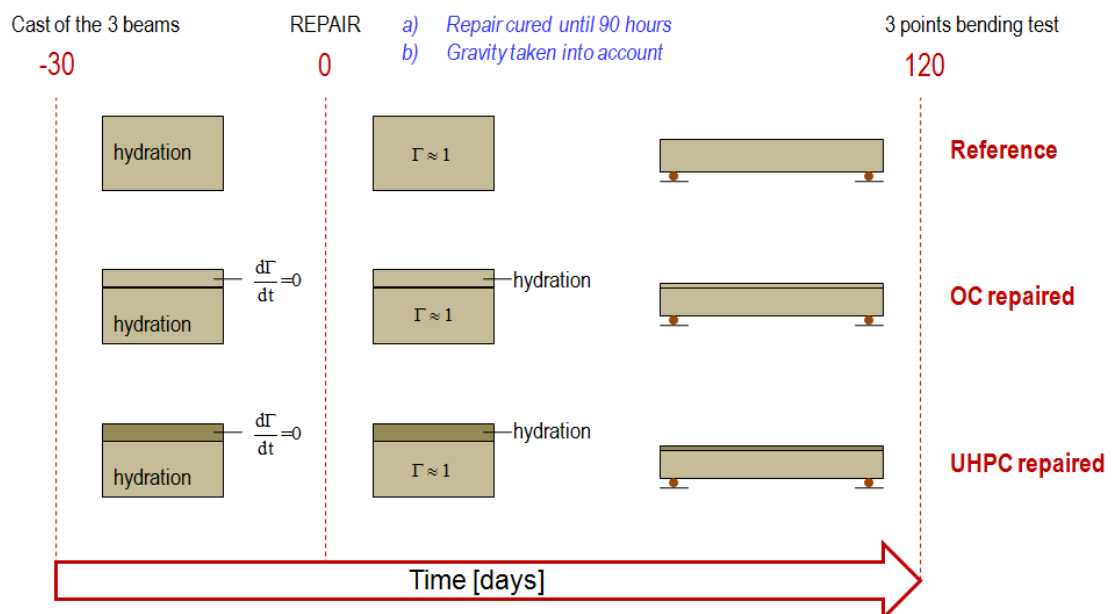 Cast of the 3 beams
REPAIR
a) Repair cured until 90 hours
b) Gravity taken into account
3 points bending test
-30
0
120
hydration
Γ ≈ 1
Reference
dΓ/dt =0
hydration
hydration
Γ ≈ 1
OC repaired
dΓ/dt =0
hydration
hydration
Γ ≈ 1
UHPC repaired
Time [days]